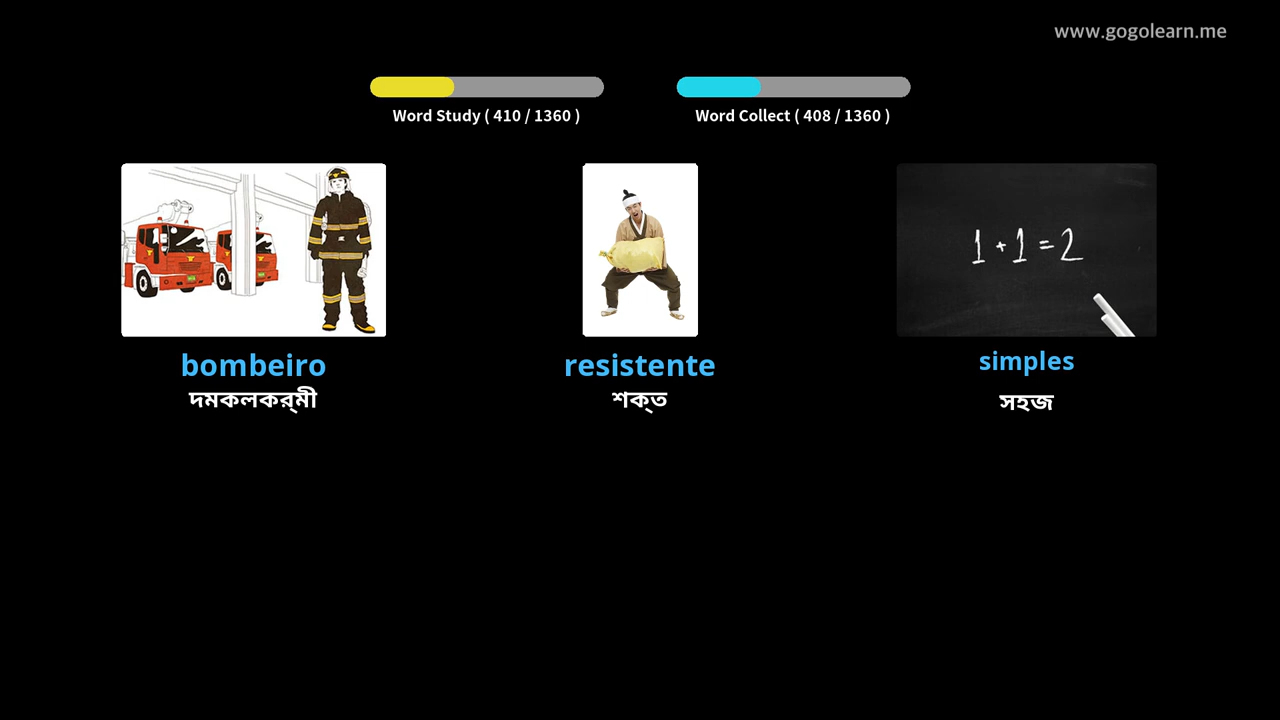 www.gogolearn.me
Word Study ( 410 / 1360 )
Word Collect ( 408 / 1360 )
1 + 1 = 2
bombeiro
resistente
simples
দমকলকর্মী
শক্ত
সহজ